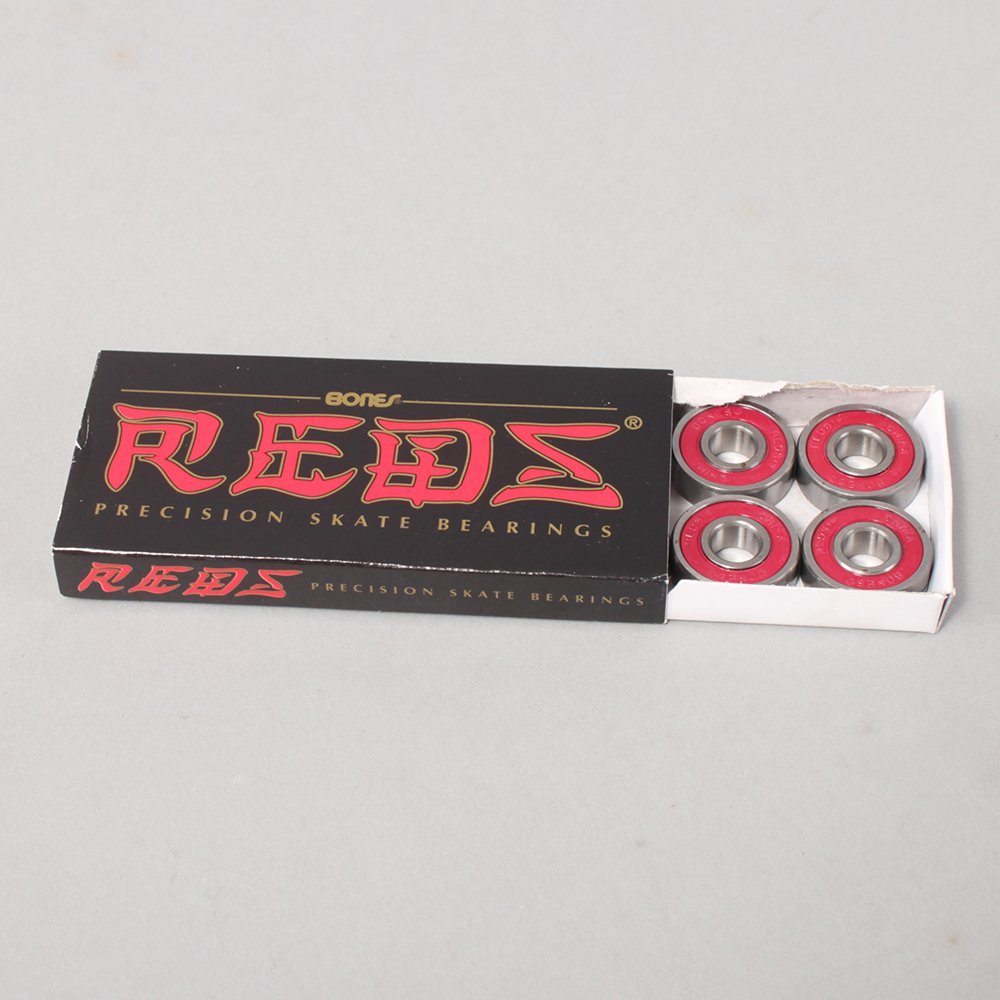 BONES®
REDS®
PRECISION SKATE BEARINGS
REDS PRECISION SKATE BEARINGS